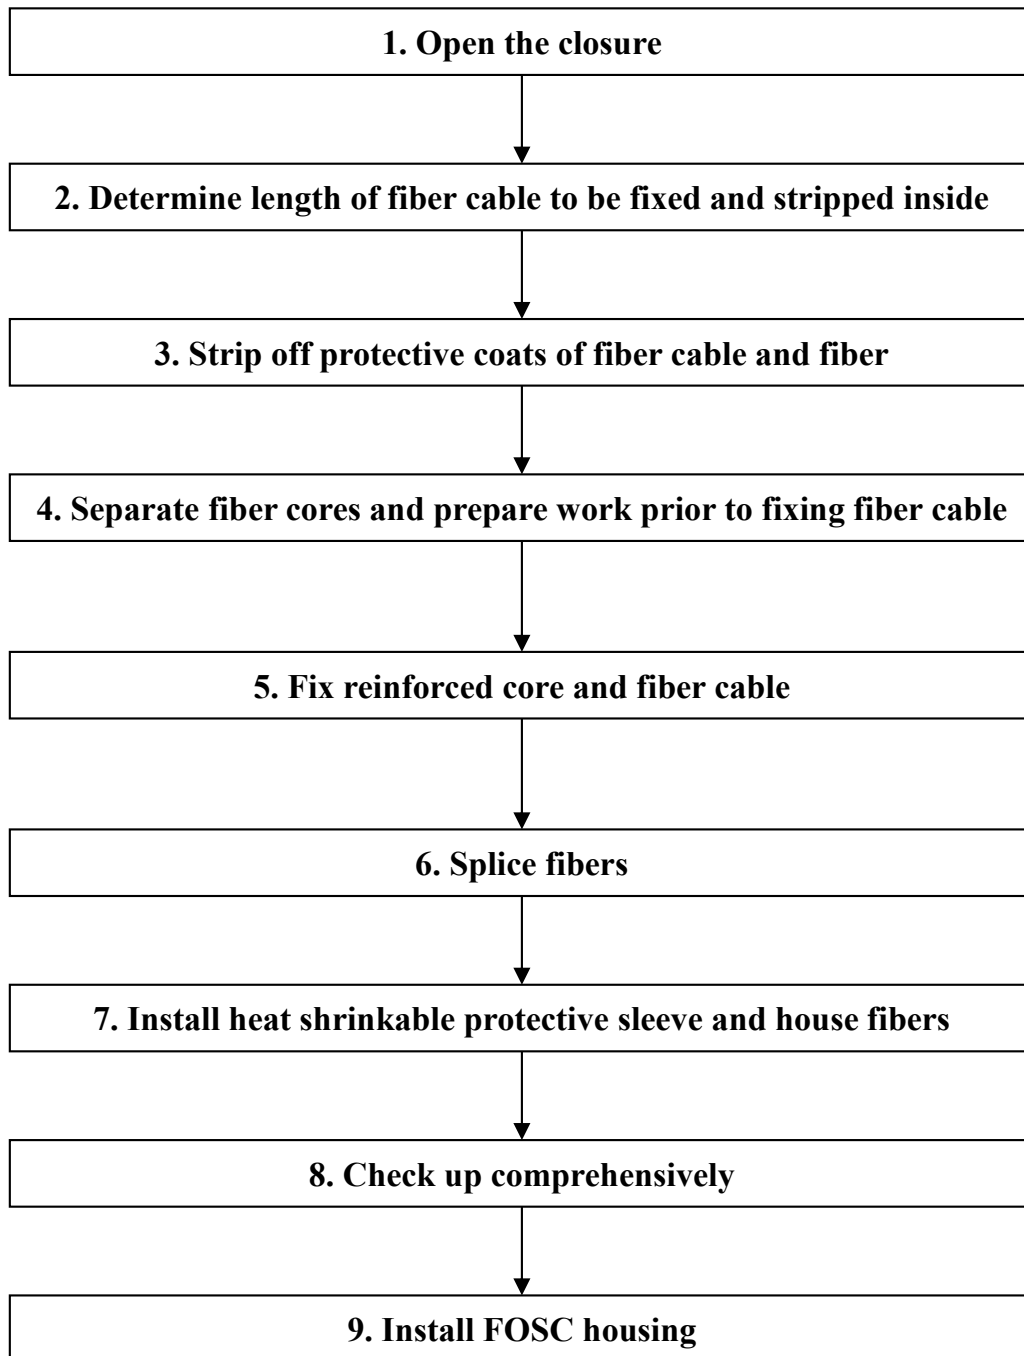 1. Open the closure
2. Determine length of fiber cable to be fixed and stripped inside
3. Strip off protective coats of fiber cable and fiber
4. Separate fiber cores and prepare work prior to fixing fiber cable
5. Fix reinforced core and fiber cable
6. Splice fibers
7. Install heat shrinkable protective sleeve and house fibers
8. Check up comprehensively
9. Install FOSC housing